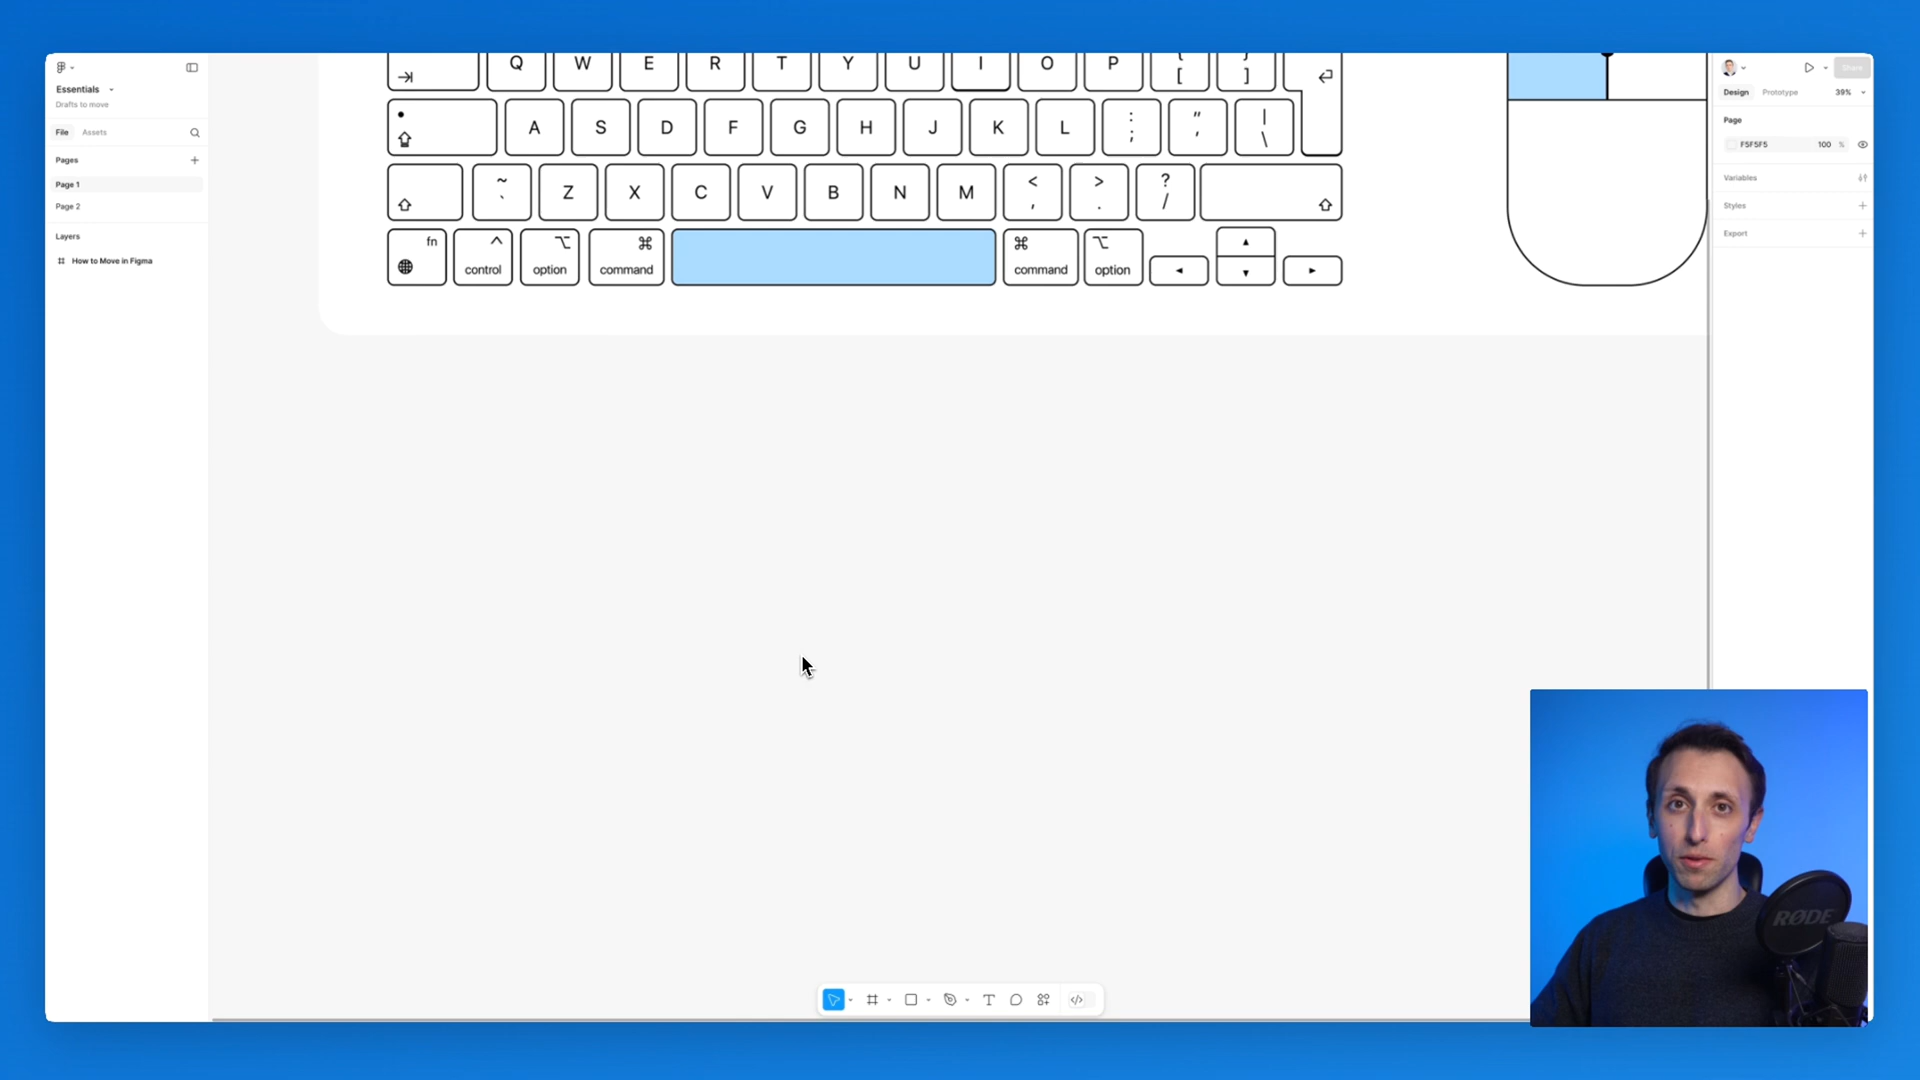 Essentials
Drafts to move
File Assets
Pages
Page 1
Page 2
Layers
How to Move in Figma
Q W E R T Y U I O P { [ } ]
A S D F G H J K L : ; " ' | \
~ ` Z X C V B N M < , > . ? /
fn ^ control ⌥ option ⌘ command ⌘ command ⌥ option
Share
Design Prototype 39%
Page
F5F5F5 100 %
Variables
Styles
Export
RØDE